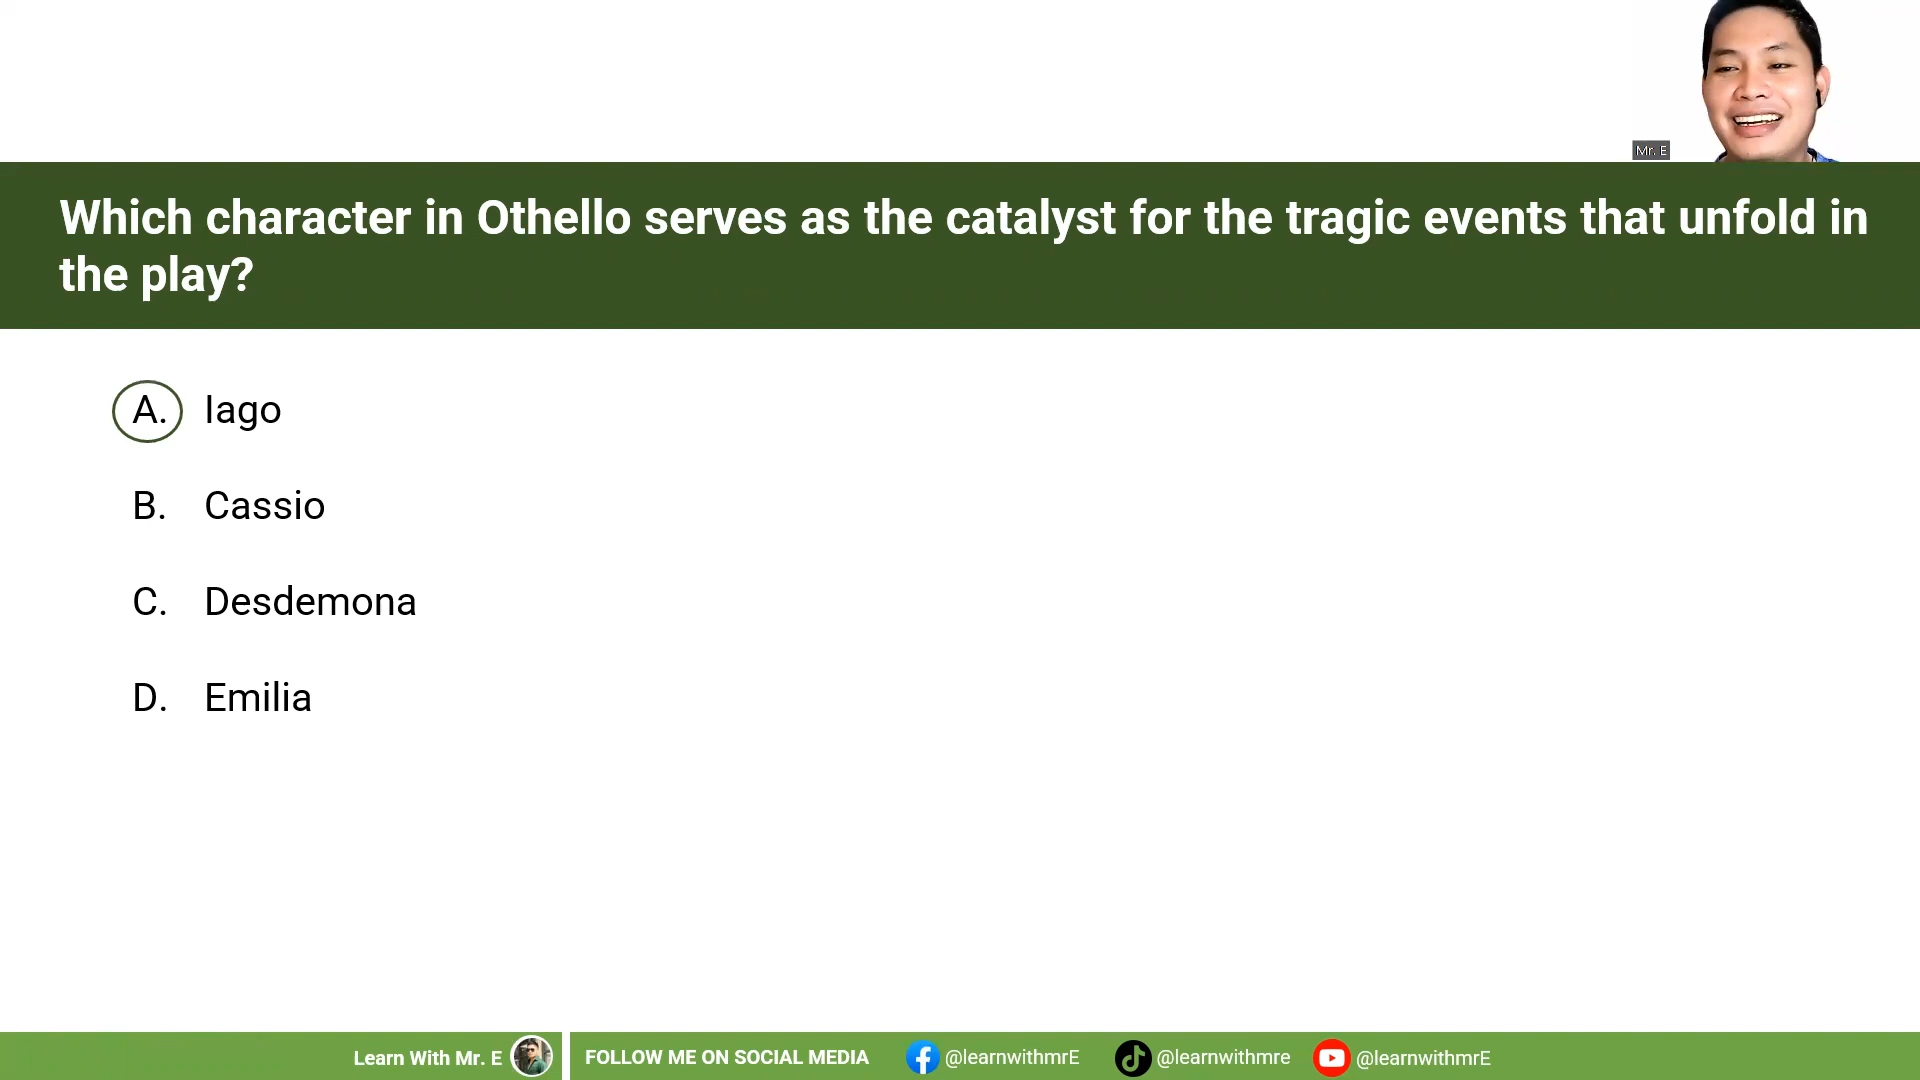 Mr. E
Which character in Othello serves as the catalyst for the tragic events that unfold in
the play?
A. Iago
B. Cassio
C. Desdemona
D. Emilia
Learn With Mr. E FOLLOW ME ON SOCIAL MEDIA @learnwithmrE @learnwithmre @learnwithmrE